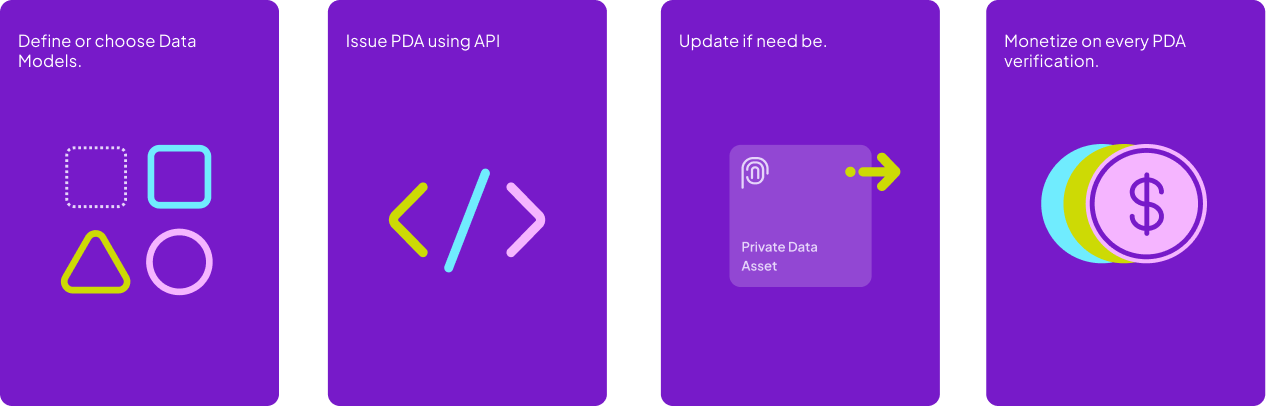 Define or choose Data
Models.
Issue PDA using API
Update if need be.
Private Data
Asset
Monetize on every PDA
verification.
$